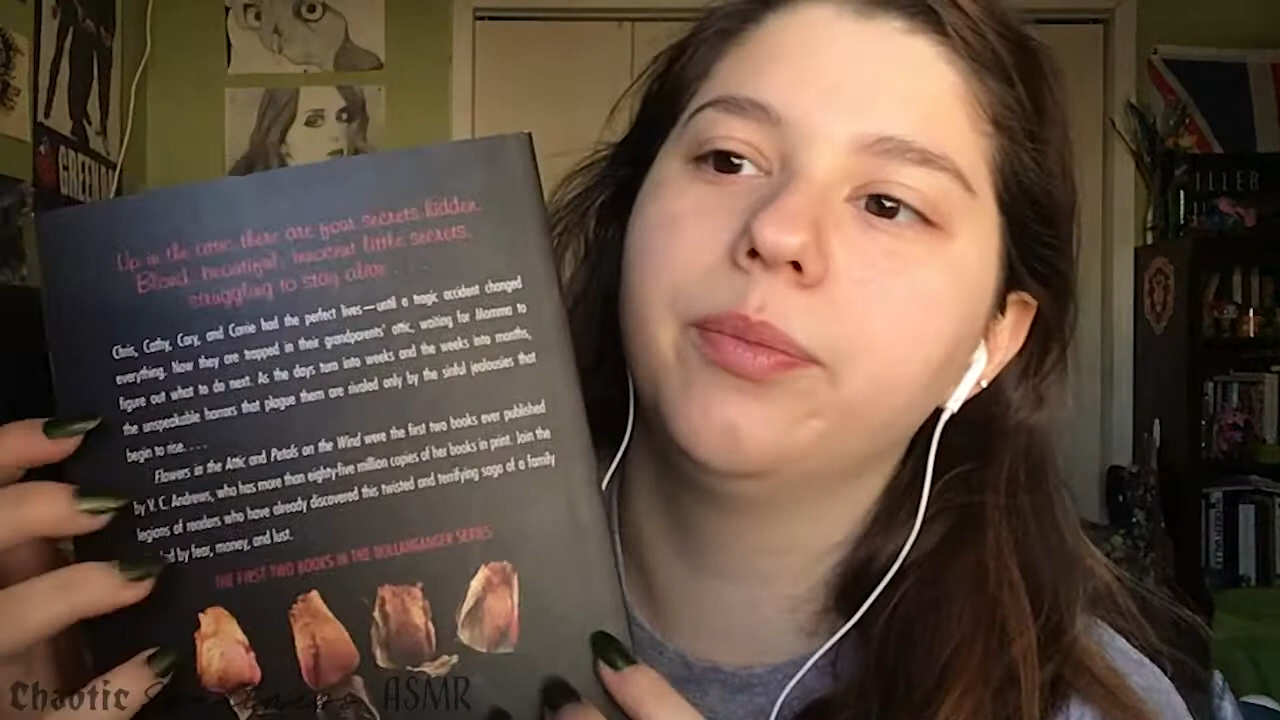 GREENDAY
ILLER
Up in the attic, there are four secrets hidden.
Blond, beautiful, innocent little secrets,
struggling to stay alive . . . .
Chris, Cathy, Cory, and Carrie had the perfect lives—until a tragic accident changed
everything. Now they are trapped in their grandparents' attic, waiting for Momma to
figure out what to do next. As the days turn into weeks and the weeks into months,
the unspeakable horrors that plague them are rivaled only by the sinful jealousies that
begin to rise. . . .
Flowers in the Attic and Petals on the Wind were the first two books ever published
by V. C. Andrews, who has more than eighty-five million copies of her books in print. Join the
legions of readers who have already discovered this twisted and terrifying saga of a family
by fear, money, and lust.
THE FIRST TWO BOOKS IN THE DOLLANGANGER SERIES
Chaotic ASMR